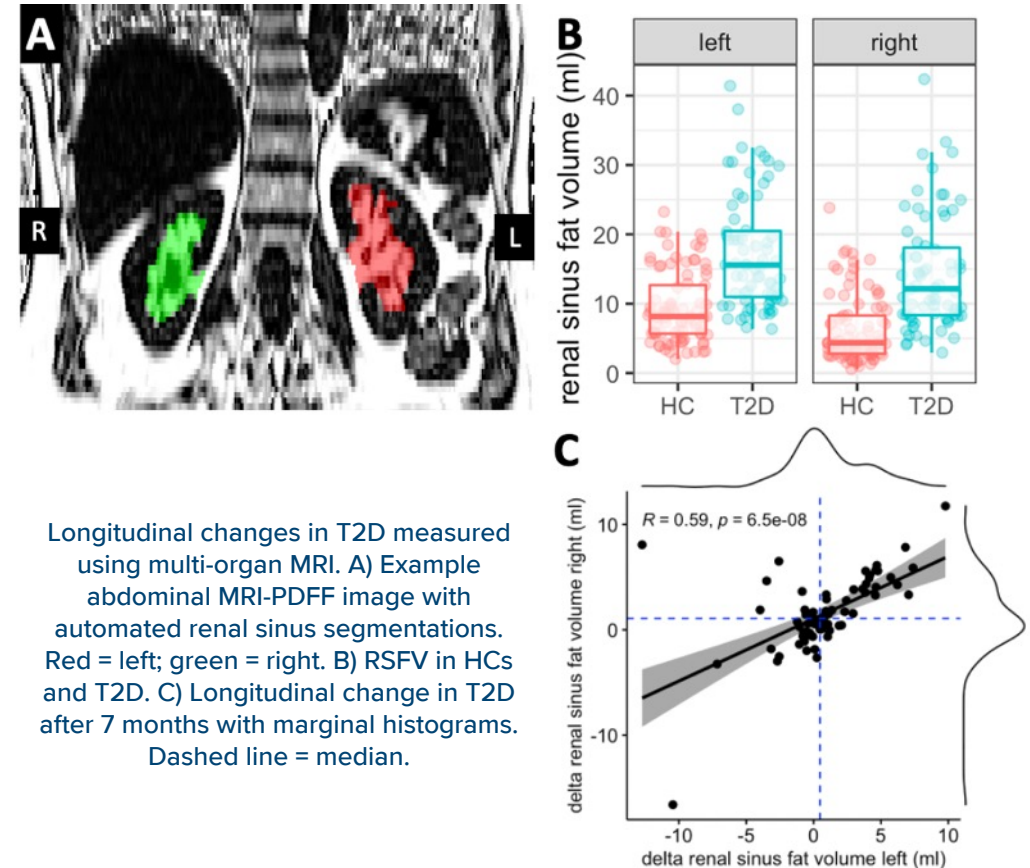 A
R
L
B
left
right
renal sinus fat volume (ml)
40
30
20
10
0
HC
T2D
HC
T2D
Longitudinal changes in T2D measured
using multi-organ MRI. A) Example
abdominal MRI-PDFF image with
automated renal sinus segmentations.
Red = left; green = right. B) RSFV in HCs
and T2D. C) Longitudinal change in T2D
after 7 months with marginal histograms.
Dashed line = median.
C
R = 0.59, p = 6.5e-08
delta renal sinus fat volume right (ml)
10
0
-10
-10
-5
0
5
10
delta renal sinus fat volume left (ml)